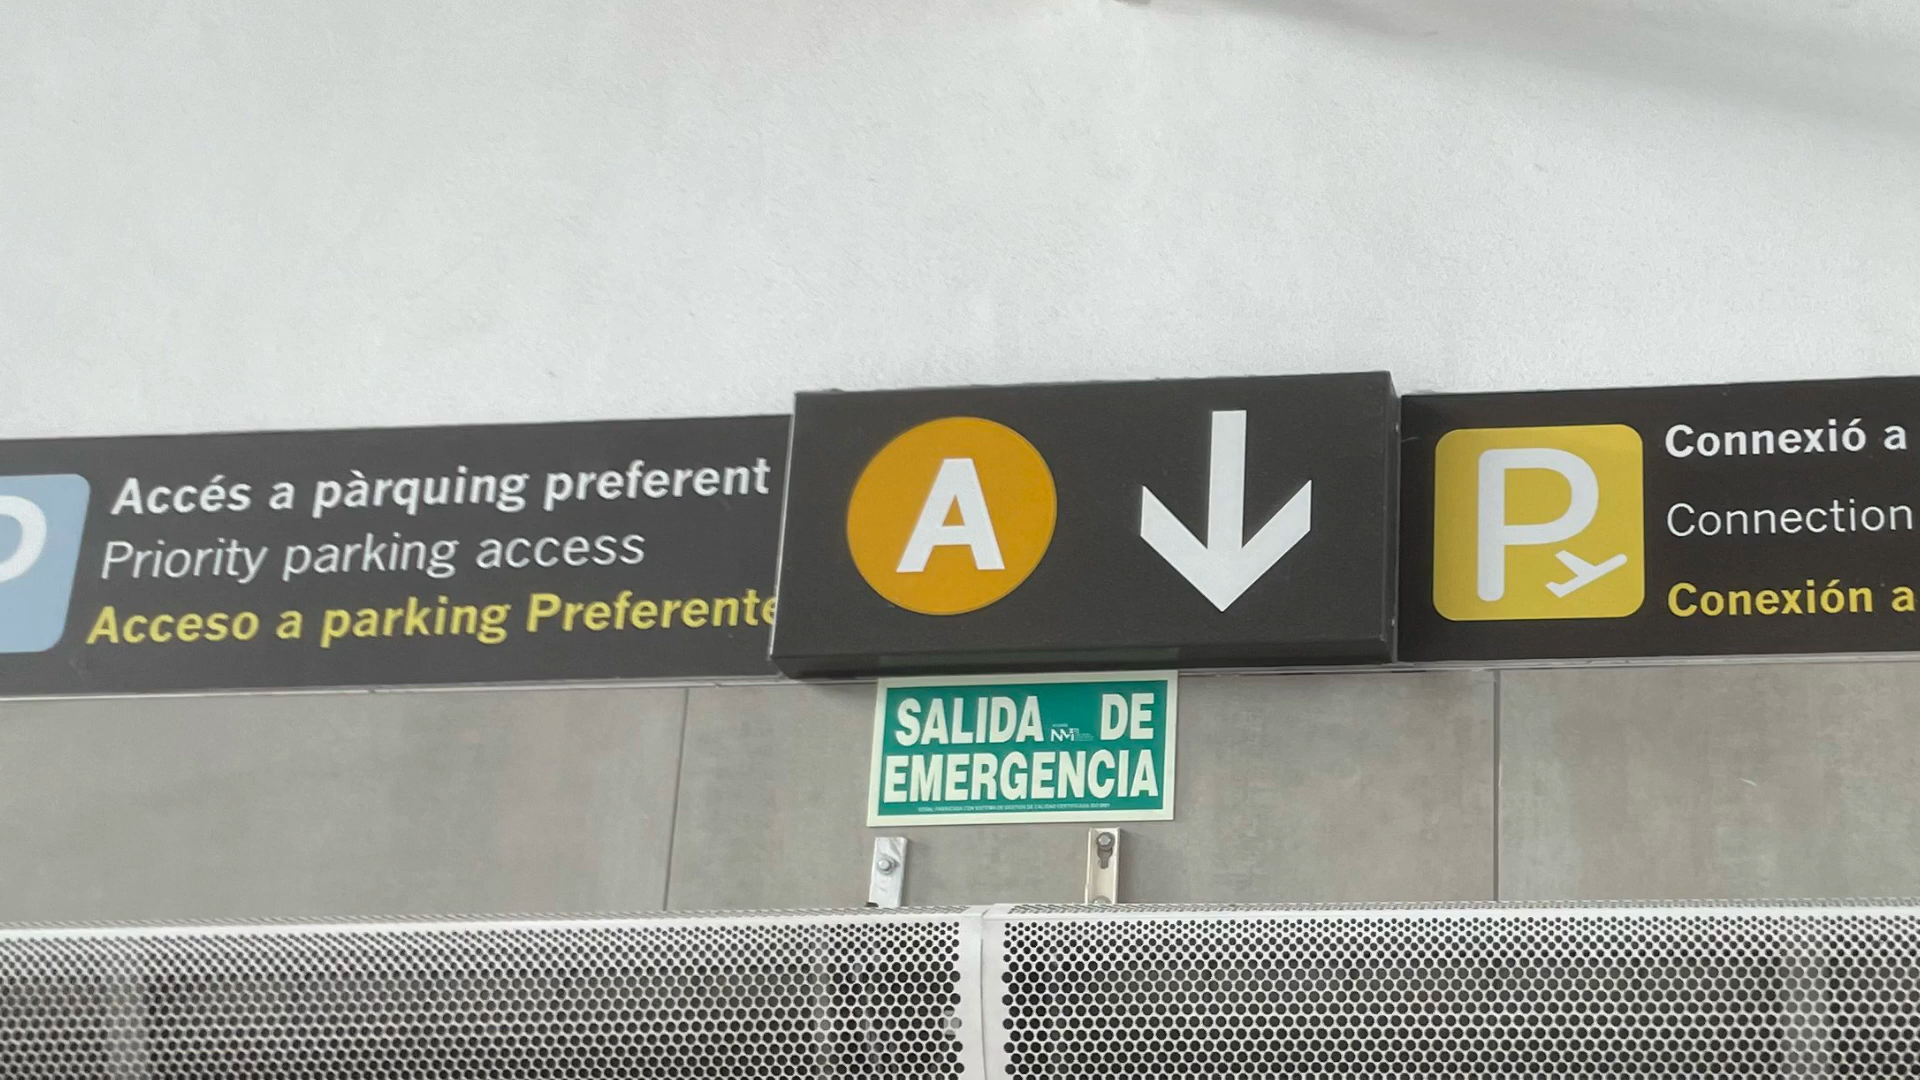 Accés a pàrquing preferent
Priority parking access
Acceso a parking Preferente
A
P
Connexió a
Connection
Conexión a
SALIDA DE
EMERGENCIA